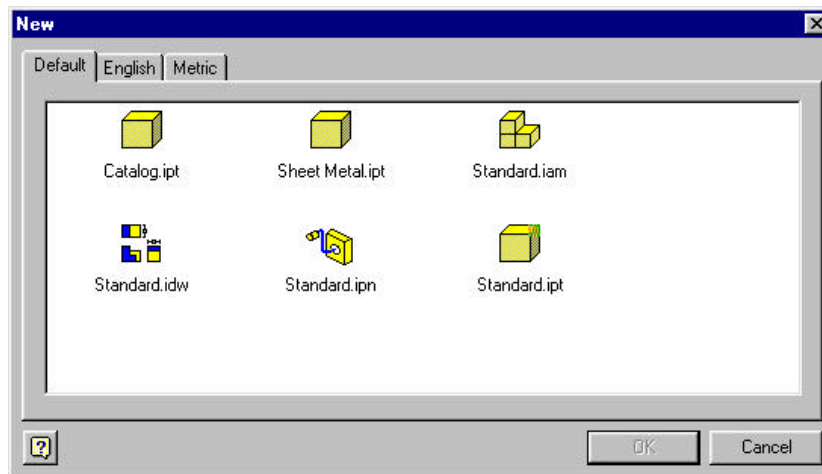 New
Default English Metric
Catalog.ipt Sheet Metal.ipt Standard.iam
Standard.idw Standard.ipn Standard.ipt
OK Cancel